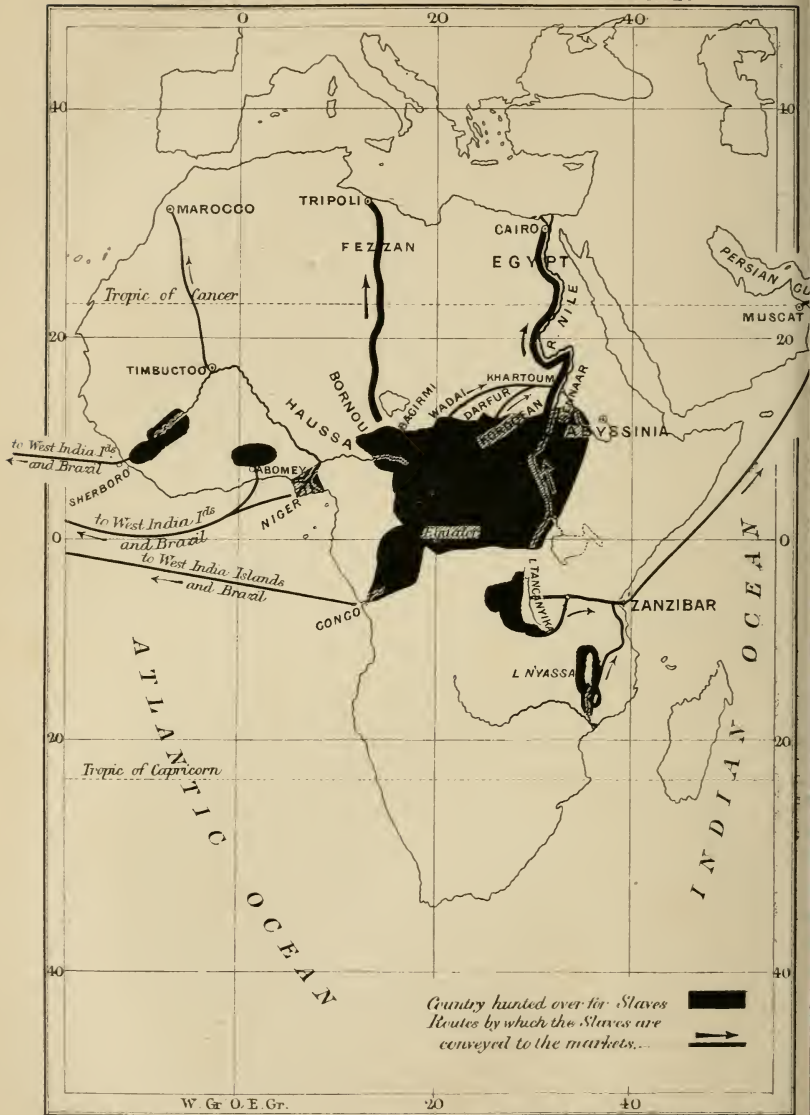 0 20 40
40 40
MAROCCO
TRIPOLI
CAIRO
FEZZAN
EGYPT
PERSIAN
Tropic of Cancer
R. NILE
MUSCAT
20 20
TIMBUCTOO
BORNOU
BAGIRMI
WADAI
KHARTOUM
DARFUR
HAUSSA
KORDOFAN
SENNAAR
ABYSSINIA
to West India Ids
and Brazil
SHERBORO
ABOMEY
NIGER
to West India Ids
and Brazil
Equator
0 0
to West India Islands
and Brazil
CONGO
L TANGANYIKA
ZANZIBAR
L NYASSA
20 20
Tropic of Capricorn
ATLANTIC OCEAN
INDIAN OCEAN
40 40
Country hunted over for Slaves
Routes by which the Slaves are
conveyed to the markets...
W. Gr 0. E. Gr. 20 40